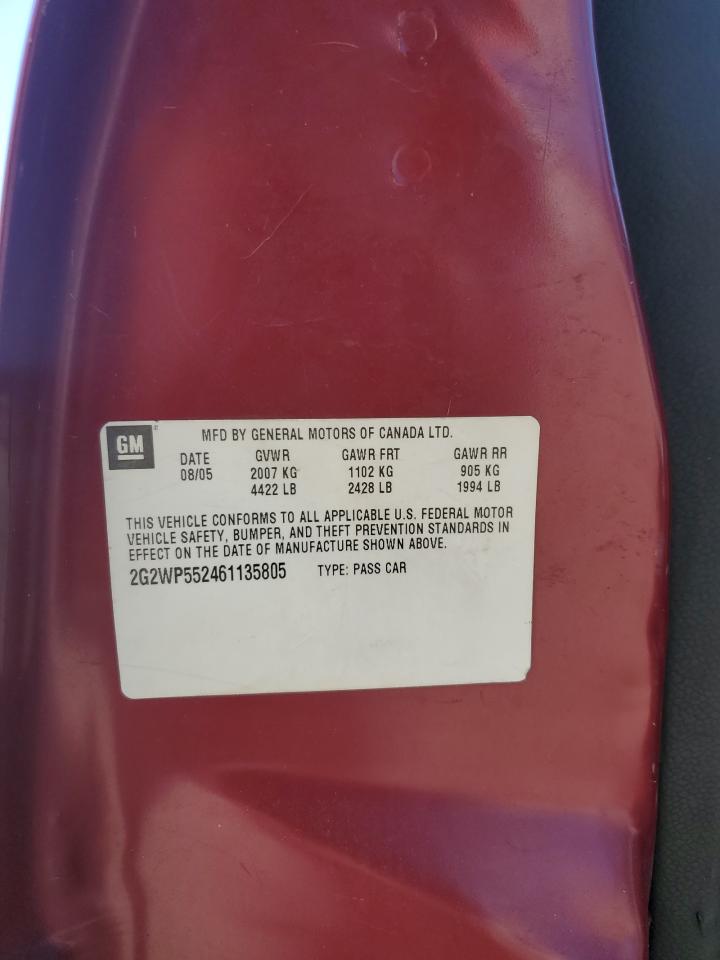 GM
MFD BY GENERAL MOTORS OF CANADA LTD.
DATE GVWR GAWR FRT GAWR RR
08/05 2007 KG 1102 KG 905 KG
4422 LB 2428 LB 1994 LB
THIS VEHICLE CONFORMS TO ALL APPLICABLE U.S. FEDERAL MOTOR
VEHICLE SAFETY, BUMPER, AND THEFT PREVENTION STANDARDS IN
EFFECT ON THE DATE OF MANUFACTURE SHOWN ABOVE.
2G2WP552461135805 TYPE: PASS CAR